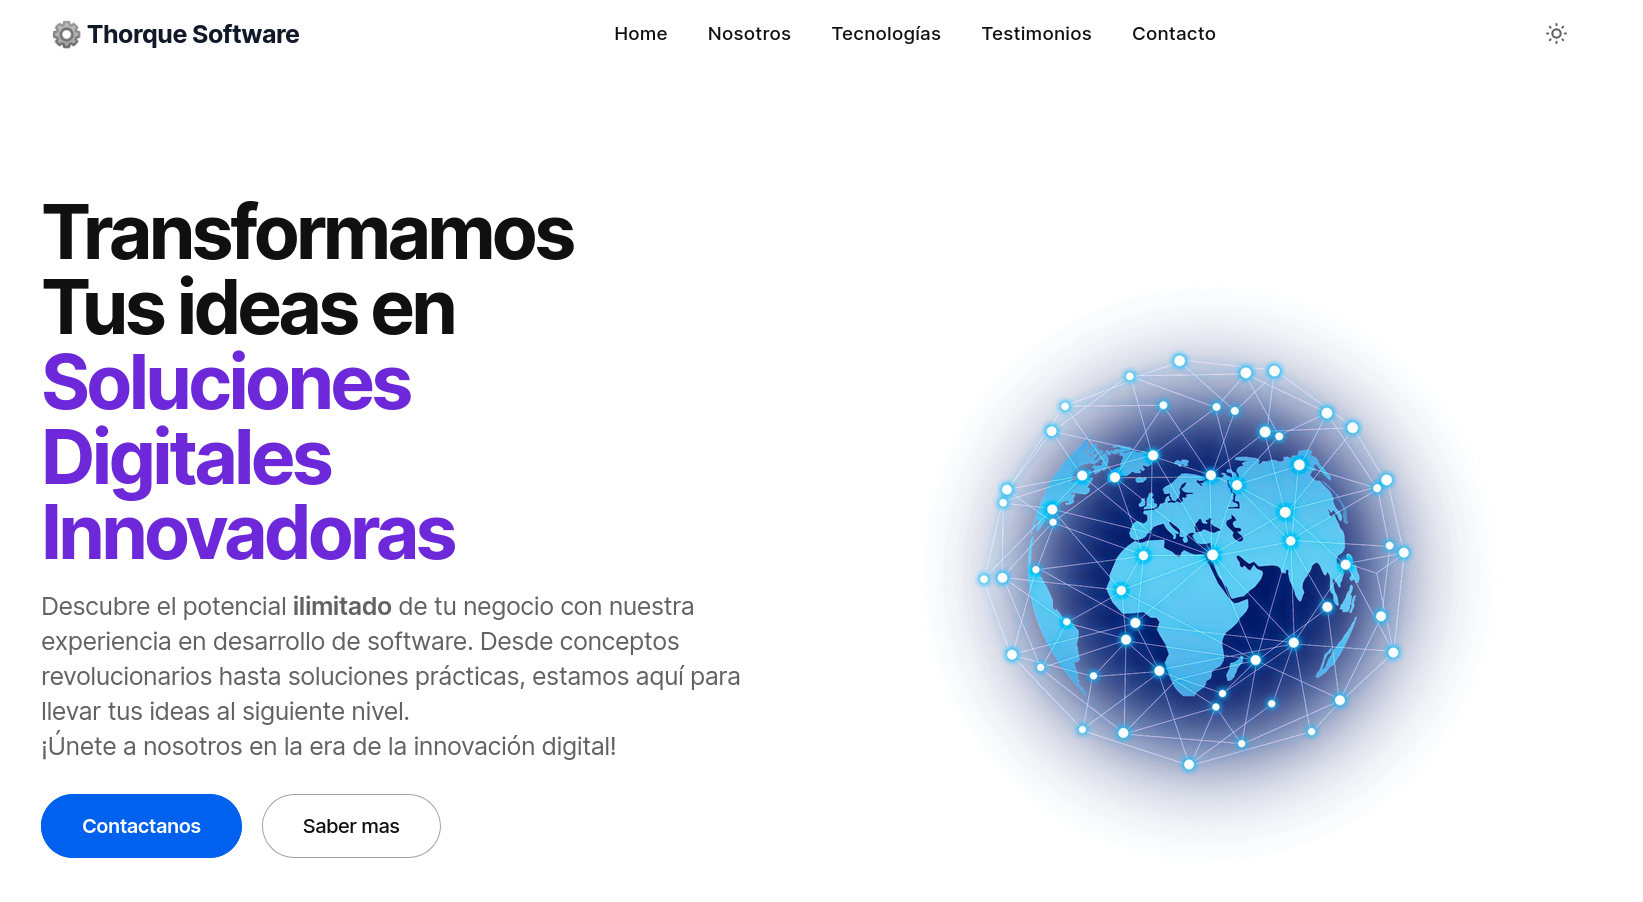 Thorque Software
Home Nosotros Tecnologías Testimonios Contacto
Transformamos
Tus ideas en
Soluciones
Digitales
Innovadoras
Descubre el potencial ilimitado de tu negocio con nuestra
experiencia en desarrollo de software. Desde conceptos
revolucionarios hasta soluciones prácticas, estamos aquí para
llevar tus ideas al siguiente nivel.
¡Únete a nosotros en la era de la innovación digital!
Contactanos Saber mas